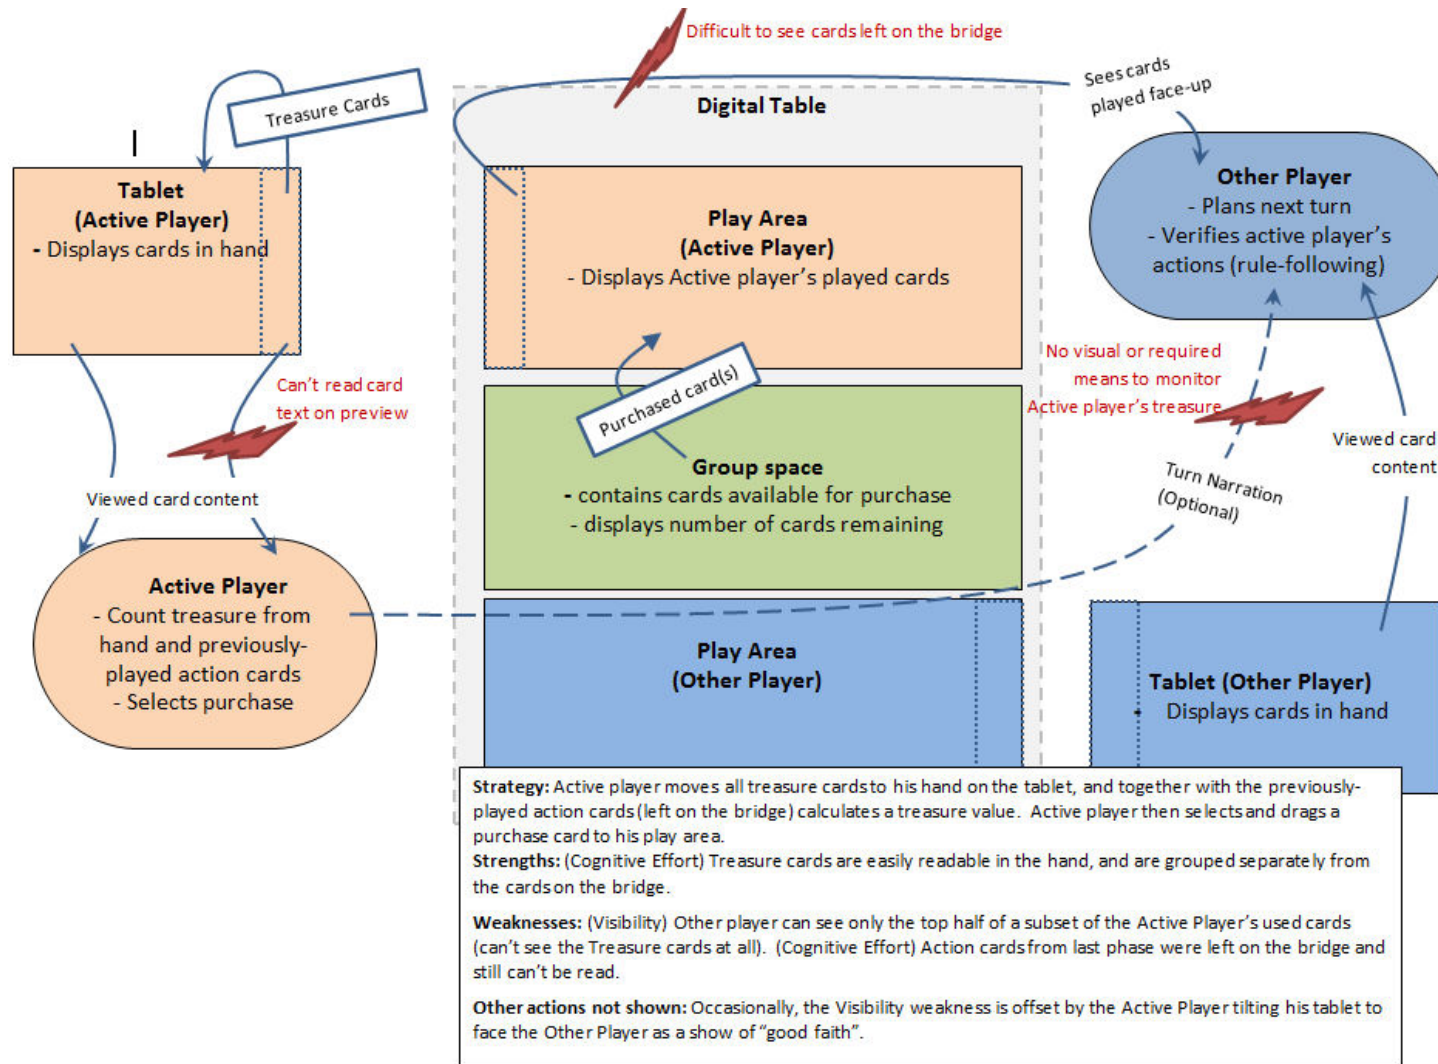 Difficult to see cards left on the bridge
Treasure Cards
Digital Table
Sees cards
played face-up
Tablet
(Active Player)
- Displays cards in hand
Play Area
(Active Player)
- Displays Active player's played cards
Other Player
- Plans next turn
- Verifies active player's
actions (rule-following)
Can't read card
text on preview
Purchased card(s)
No visual or required
means to monitor
Active player's treasure
Viewed card
content
Viewed card content
Group space
- contains cards available for purchase
- displays number of cards remaining
Turn Narration
(Optional)
Active Player
- Count treasure from
hand and previously-
played action cards
- Selects purchase
Play Area
(Other Player)
Tablet (Other Player)
- Displays cards in hand
Strategy: Active player moves all treasure cards to his hand on the tablet, and together with the previously-
played action cards (left on the bridge) calculates a treasure value. Active player then selects and drags a
purchase card to his play area.
Strengths: (Cognitive Effort) Treasure cards are easily readable in the hand, and are grouped separately from
the cards on the bridge.
Weaknesses: (Visibility) Other player can see only the top half of a subset of the Active Player's used cards
(can't see the Treasure cards at all). (Cognitive Effort) Action cards from last phase were left on the bridge and
still can't be read.
Other actions not shown: Occasionally, the Visibility weakness is offset by the Active Player tilting his tablet to
face the Other Player as a show of "good faith".